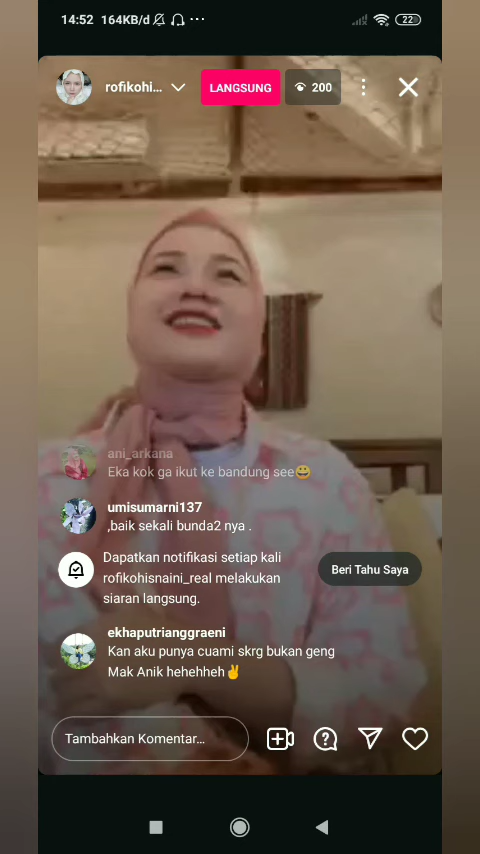 14:52 164KB/d
22
rofikohi... LANGSUNG 200
ani_arkana
Eka kok ga ikut ke bandung see😃
umisumarni137
,baik sekali bunda2 nya .
Dapatkan notifikasi setiap kali
rofikohisnaini_real melakukan
siaran langsung.
Beri Tahu Saya
ekhaputrianggraeni
Kan aku punya cuami skrg bukan geng
Mak Anik hehehheh✌️
Tambahkan Komentar...